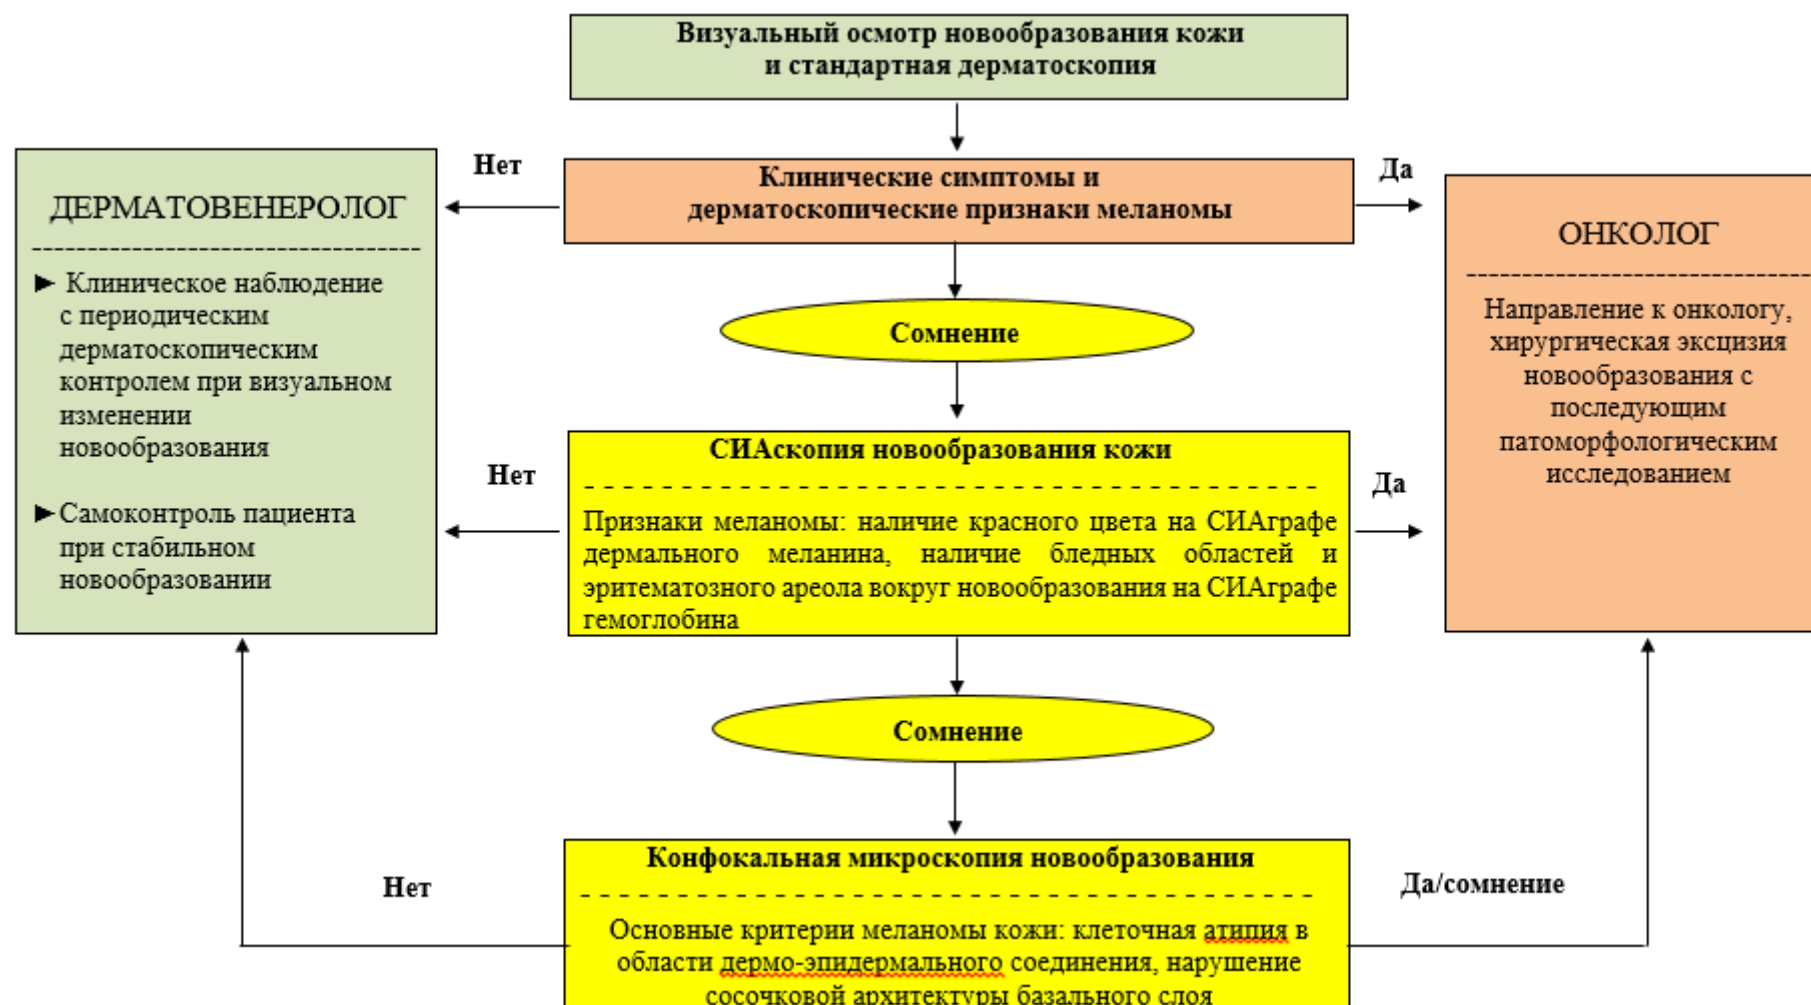 Визуальный осмотр новообразования кожи
и стандартная дерматоскопия
Нет
Клинические симптомы и
дерматоскопические признаки меланомы
Да
ДЕРМАТОВЕНЕРОЛОГ
► Клиническое наблюдение
с периодическим
дерматоскопическим
контролем при визуальном
изменении
новообразования
►Самоконтроль пациента
при стабильном
новообразовании
ОНКОЛОГ
Направление к онкологу,
хирургическая эксцизия
новообразования с
последующим
патоморфологическим
исследованием
Сомнение
Нет
СИАскопия новообразования кожи
Признаки меланомы: наличие красного цвета на СИАграфе
дермального меланина, наличие бледных областей и
эритематозного ареола вокруг новообразования на СИАграфе
гемоглобина
Да
Сомнение
Нет
Конфокальная микроскопия новообразования
Основные критерии меланомы кожи: клеточная атипия в
области дермо-эпидермального соединения, нарушение
сосочковой архитектуры базального слоя
Да/сомнение